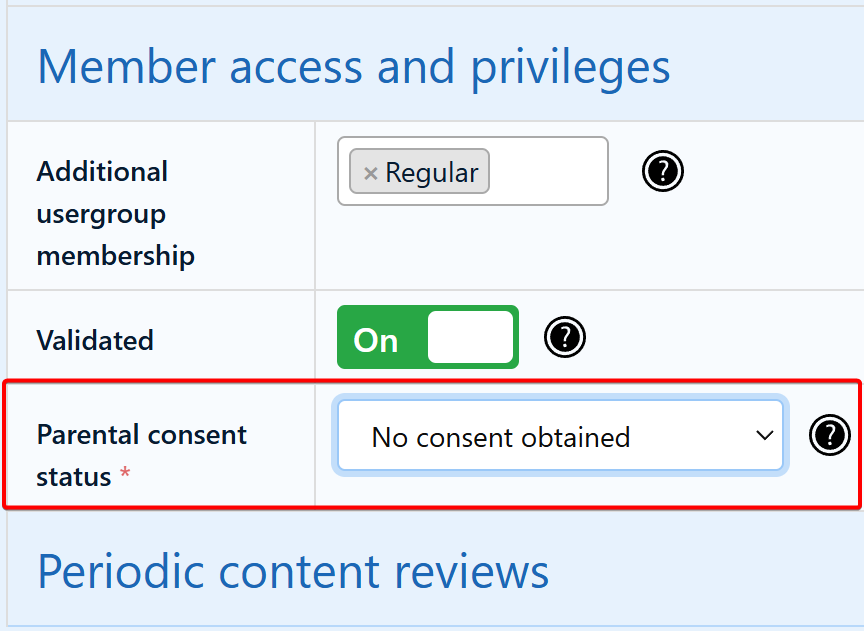 Member access and privileges
Additional
usergroup
membership
× Regular
?
Validated
On
?
Parental consent
status *
No consent obtained
?
Periodic content reviews